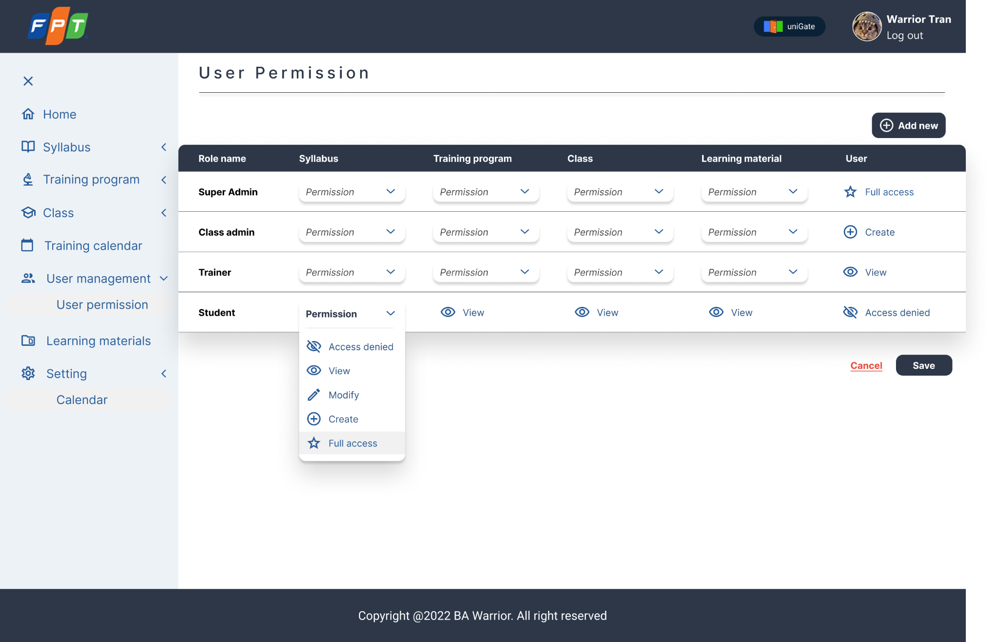 FPT
uniGate
Warrior Tran
Log out
Home
Syllabus
Training program
Class
Training calendar
User management
User permission
Learning materials
Setting
Calendar
User Permission
Add new
Role name Syllabus Training program Class Learning material User
Super Admin Permission Permission Permission Permission Full access
Class admin Permission Permission Permission Permission Create
Trainer Permission Permission Permission Permission View
Student Permission View View View Access denied
Access denied
View
Modify
Create
Full access
Cancel Save
Copyright @2022 BA Warrior. All right reserved